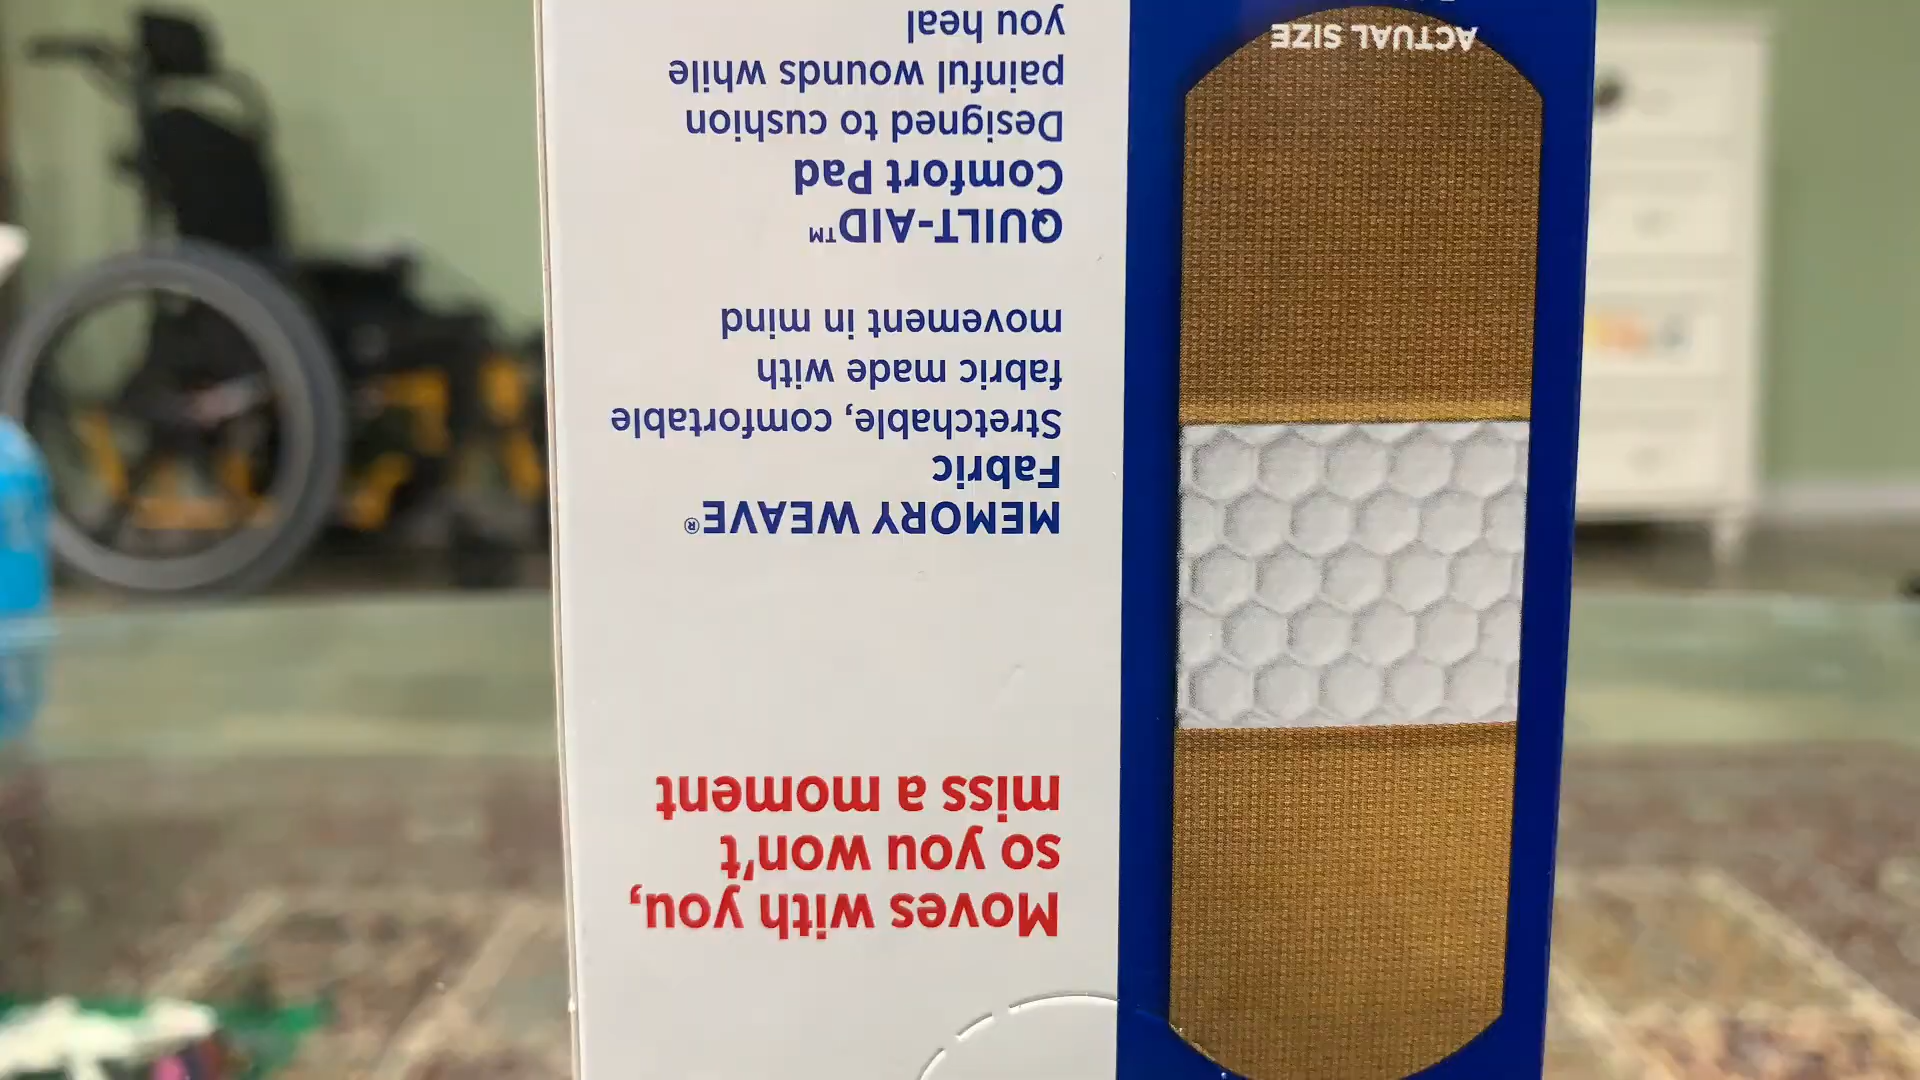 Moves with you,
so you won't
miss a moment
MEMORY WEAVE®
Fabric
Stretchable, comfortable
fabric made with
movement in mind
QUILT-AID™
Comfort Pad
Designed to cushion
painful wounds while
you heal
ACTUAL SIZE